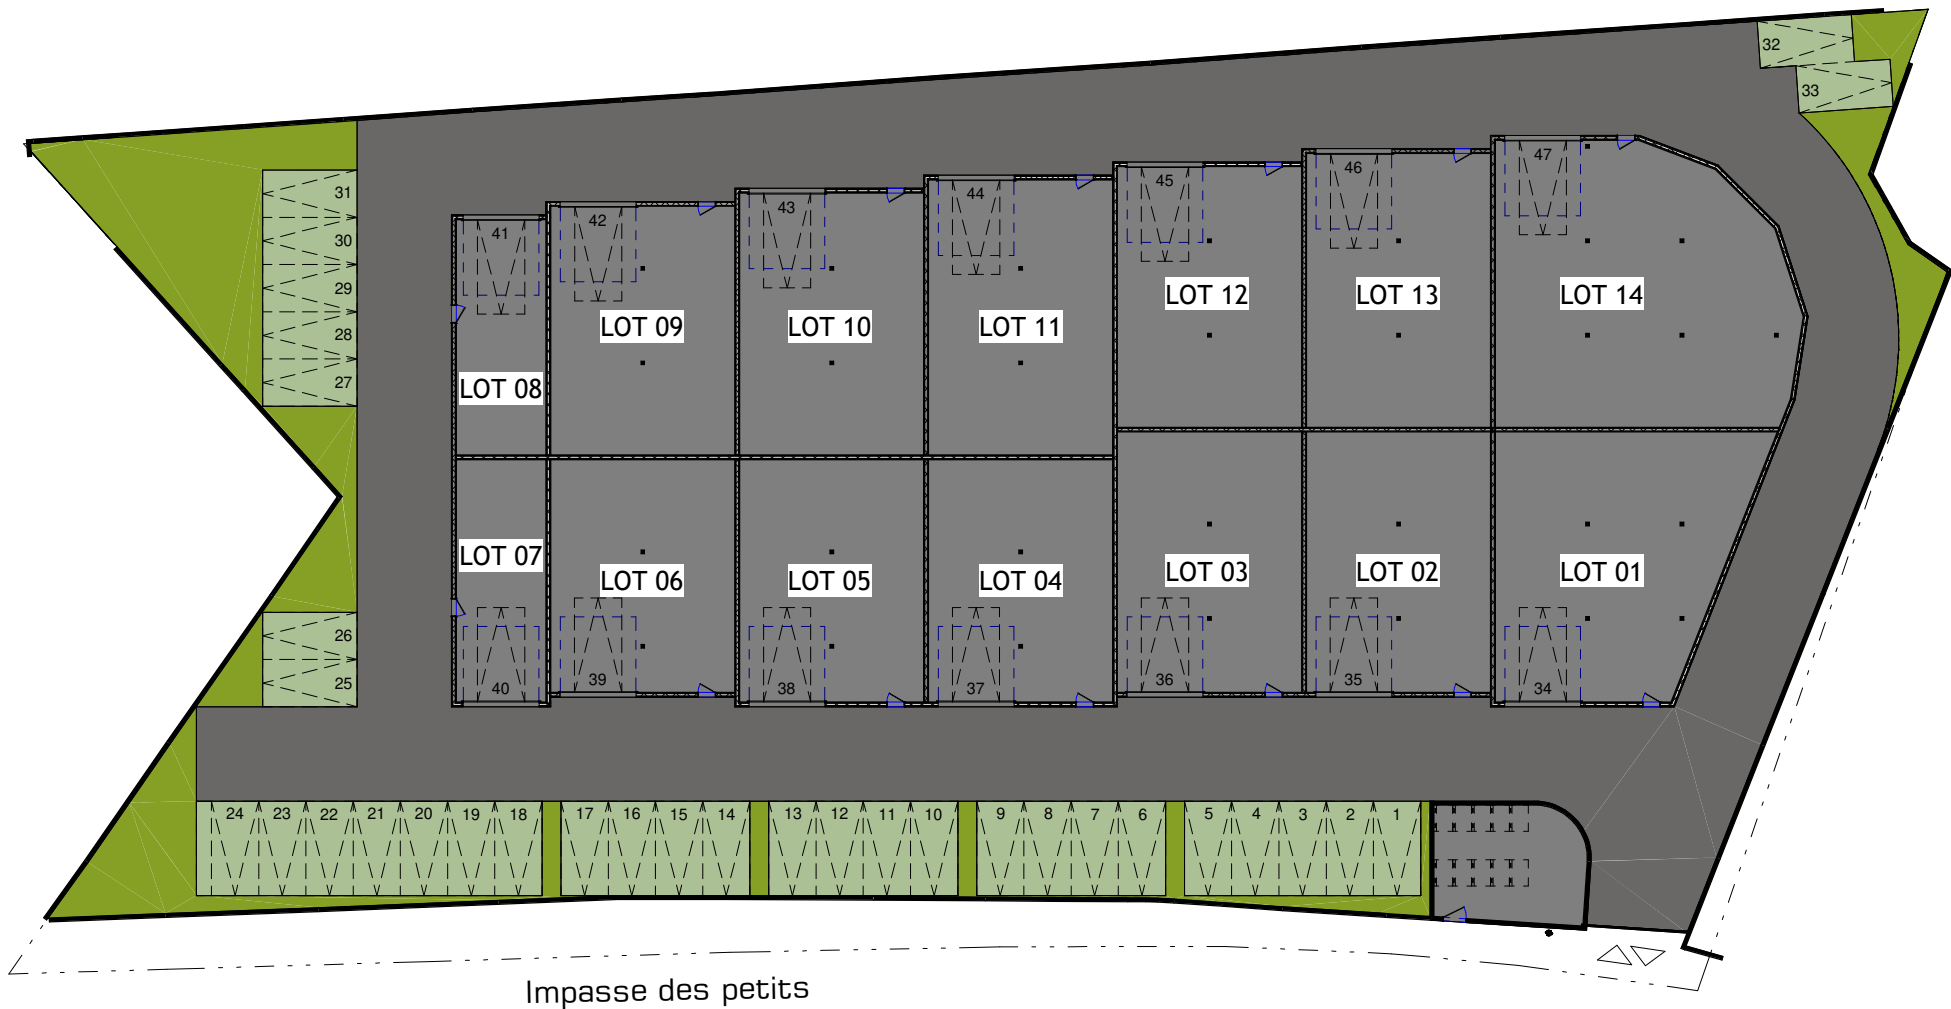 32
33
47
46
45
44
43
42
41
31
30
29
28
27
LOT 12
LOT 13
LOT 14
LOT 09
LOT 10
LOT 11
LOT 08
LOT 07
LOT 06
LOT 05
LOT 04
LOT 03
LOT 02
LOT 01
26
25
40
39
38
37
36
35
34
24 23 22 21 20 19 18 17 16 15 14 13 12 11 10 9 8 7 6 5 4 3 2 1
Impasse des petits